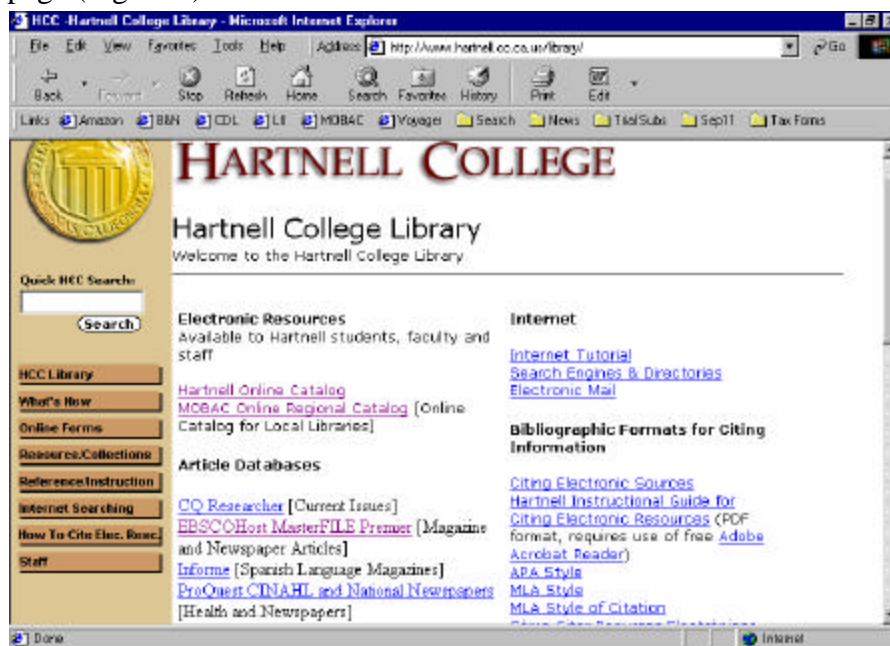 HCC -Hartnell College Library - Microsoft Internet Explorer
File Edit View Favorites Tools Help Address http://www.hartnell.cc.ca.us/library/ Go
Back Forward Stop Refresh Home Search Favorites History Print Edit
Links Amazon B&N CDL LII MOBAC Voyager Search News TrialSubs Sep11 Tax Forms
HARTNELL COLLEGE
Hartnell College Library
Welcome to the Hartnell College Library
Quick HCC Search:
Search
HCC Library
What's New
Online Forms
Resource/Collections
Reference/Instruction
Internet Searching
How To Cite Elec. Resc.
Staff
Electronic Resources
Available to Hartnell students, faculty and
staff
Hartnell Online Catalog
MOBAC Online Regional Catalog [Online
Catalog for Local Libraries]
Article Databases
CQ Researcher [Current Issues]
EBSCOHost MasterFILE Premier [Magazine
and Newspaper Articles]
Informe [Spanish Language Magazines]
ProQuest CINAHL and National Newspapers
[Health and Newspapers]
Internet
Internet Tutorial
Search Engines & Directories
Electronic Mail
Bibliographic Formats for Citing
Information
Citing Electronic Sources
Hartnell Instructional Guide for
Citing Electronic Resources (PDF
format, requires use of free Adobe
Acrobat Reader)
APA Style
MLA Style
MLA Style of Citation
Done
Internet